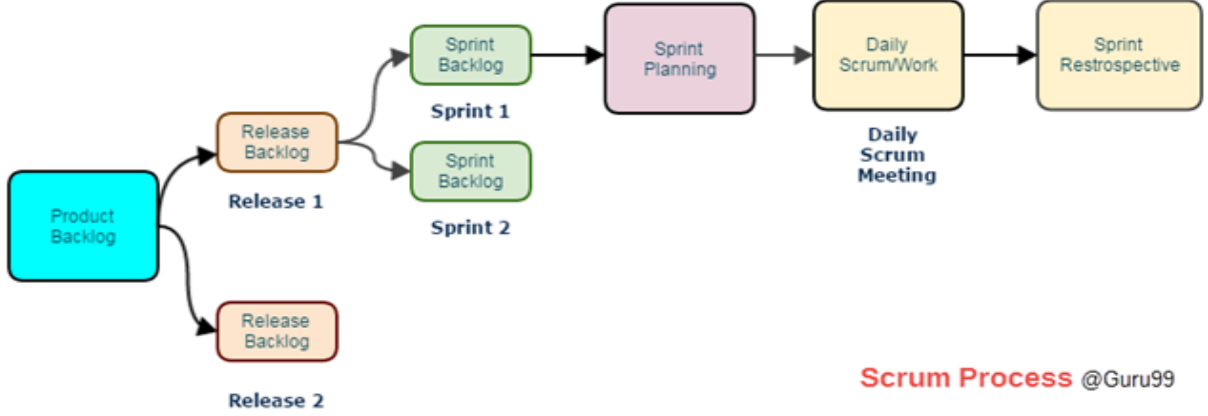 Product
Backlog
Release
Backlog
Release 1
Release
Backlog
Release 2
Sprint
Backlog
Sprint 1
Sprint
Backlog
Sprint 2
Sprint
Planning
Daily
Scrum/Work
Daily
Scrum
Meeting
Sprint
Restrospective
Scrum Process @Guru99